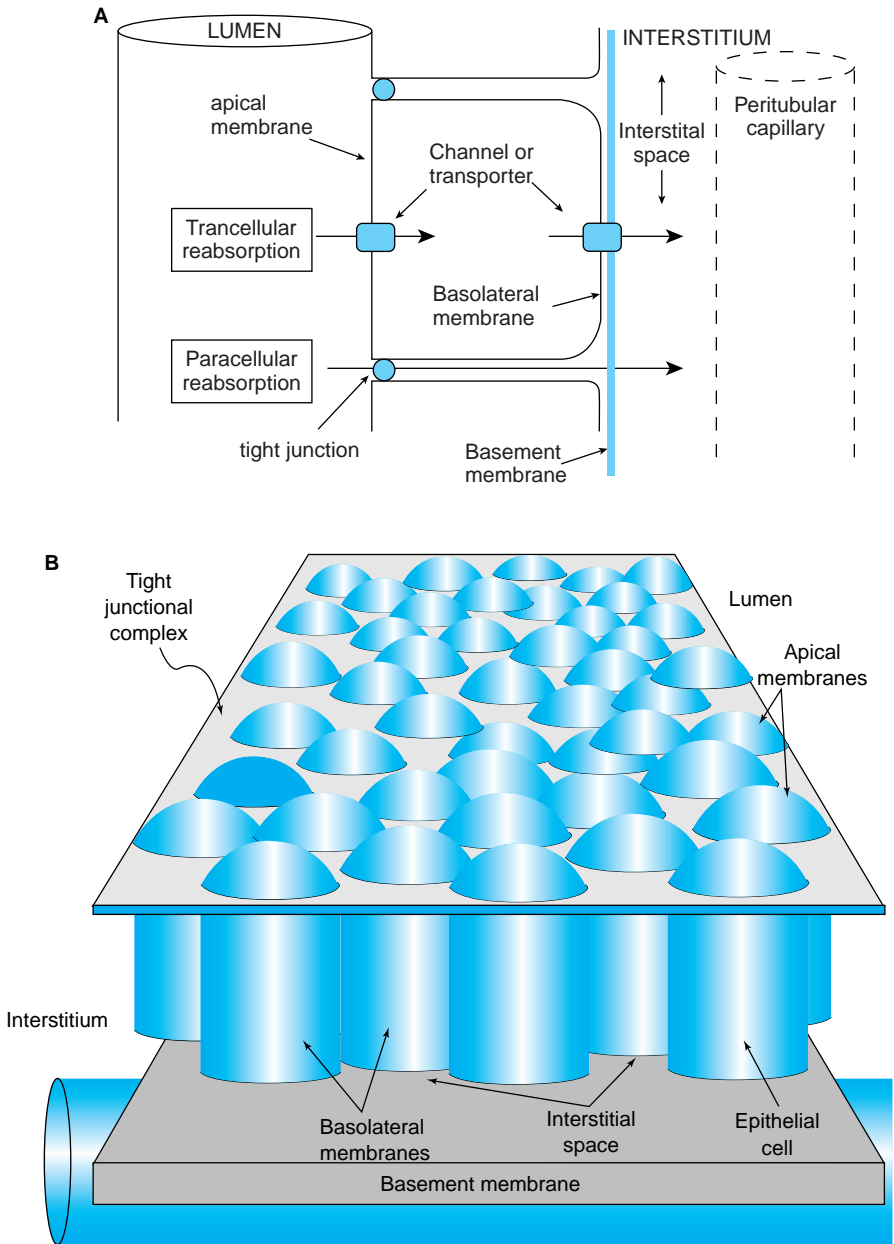 A
LUMEN
INTERSTITIUM
apical
membrane
Channel or
transporter
Interstital
space
Peritubular
capillary
Trancellular
reabsorption
Basolateral
membrane
Paracellular
reabsorption
tight junction
Basement
membrane
B
Tight
junctional
complex
Lumen
Apical
membranes
Interstitium
Basolateral
membranes
Interstitial
space
Epithelial
cell
Basement membrane